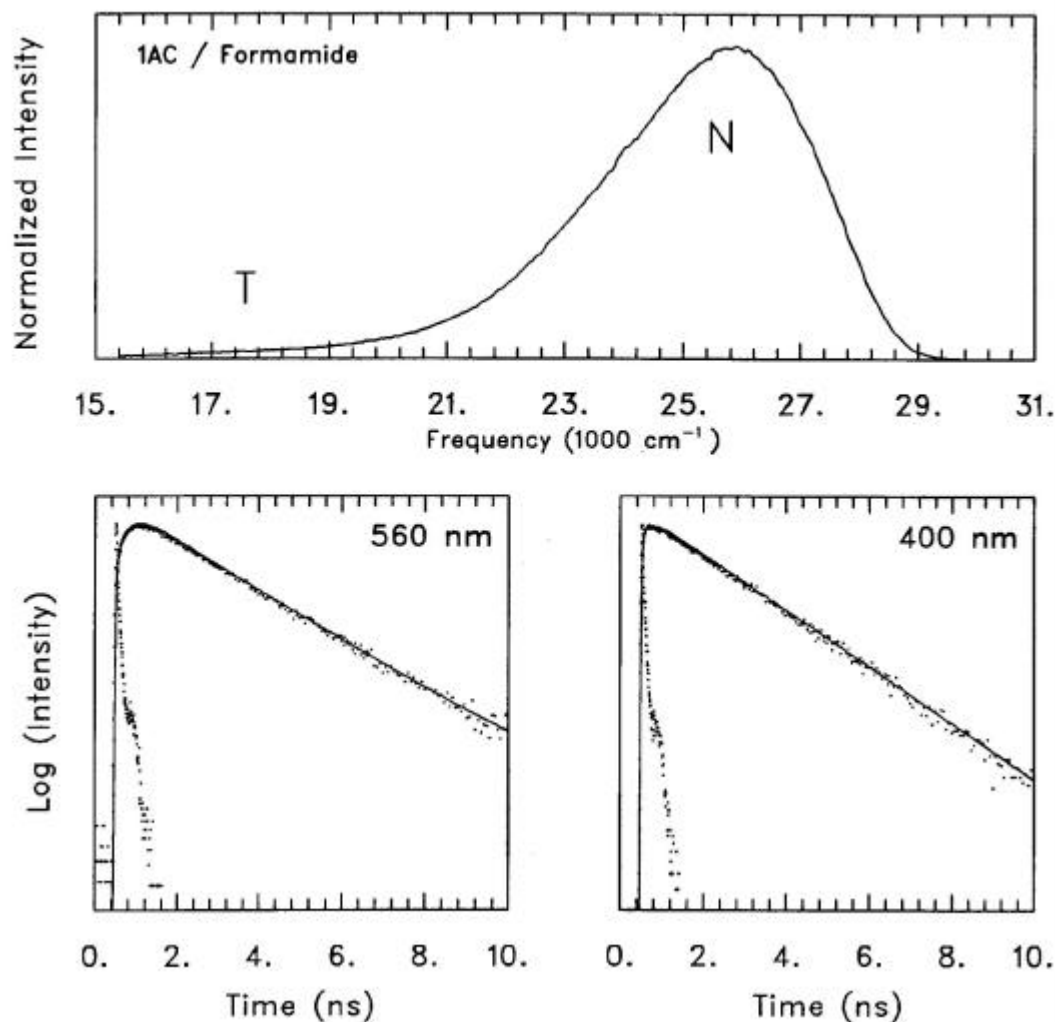 1AC / Formamide
Normalized Intensity
T
N
15. 17. 19. 21. 23. 25. 27. 29. 31.
Frequency (1000 cm⁻¹)
560 nm
400 nm
Log (Intensity)
0. 2. 4. 6. 8. 10.
0. 2. 4. 6. 8. 10.
Time (ns)
Time (ns)